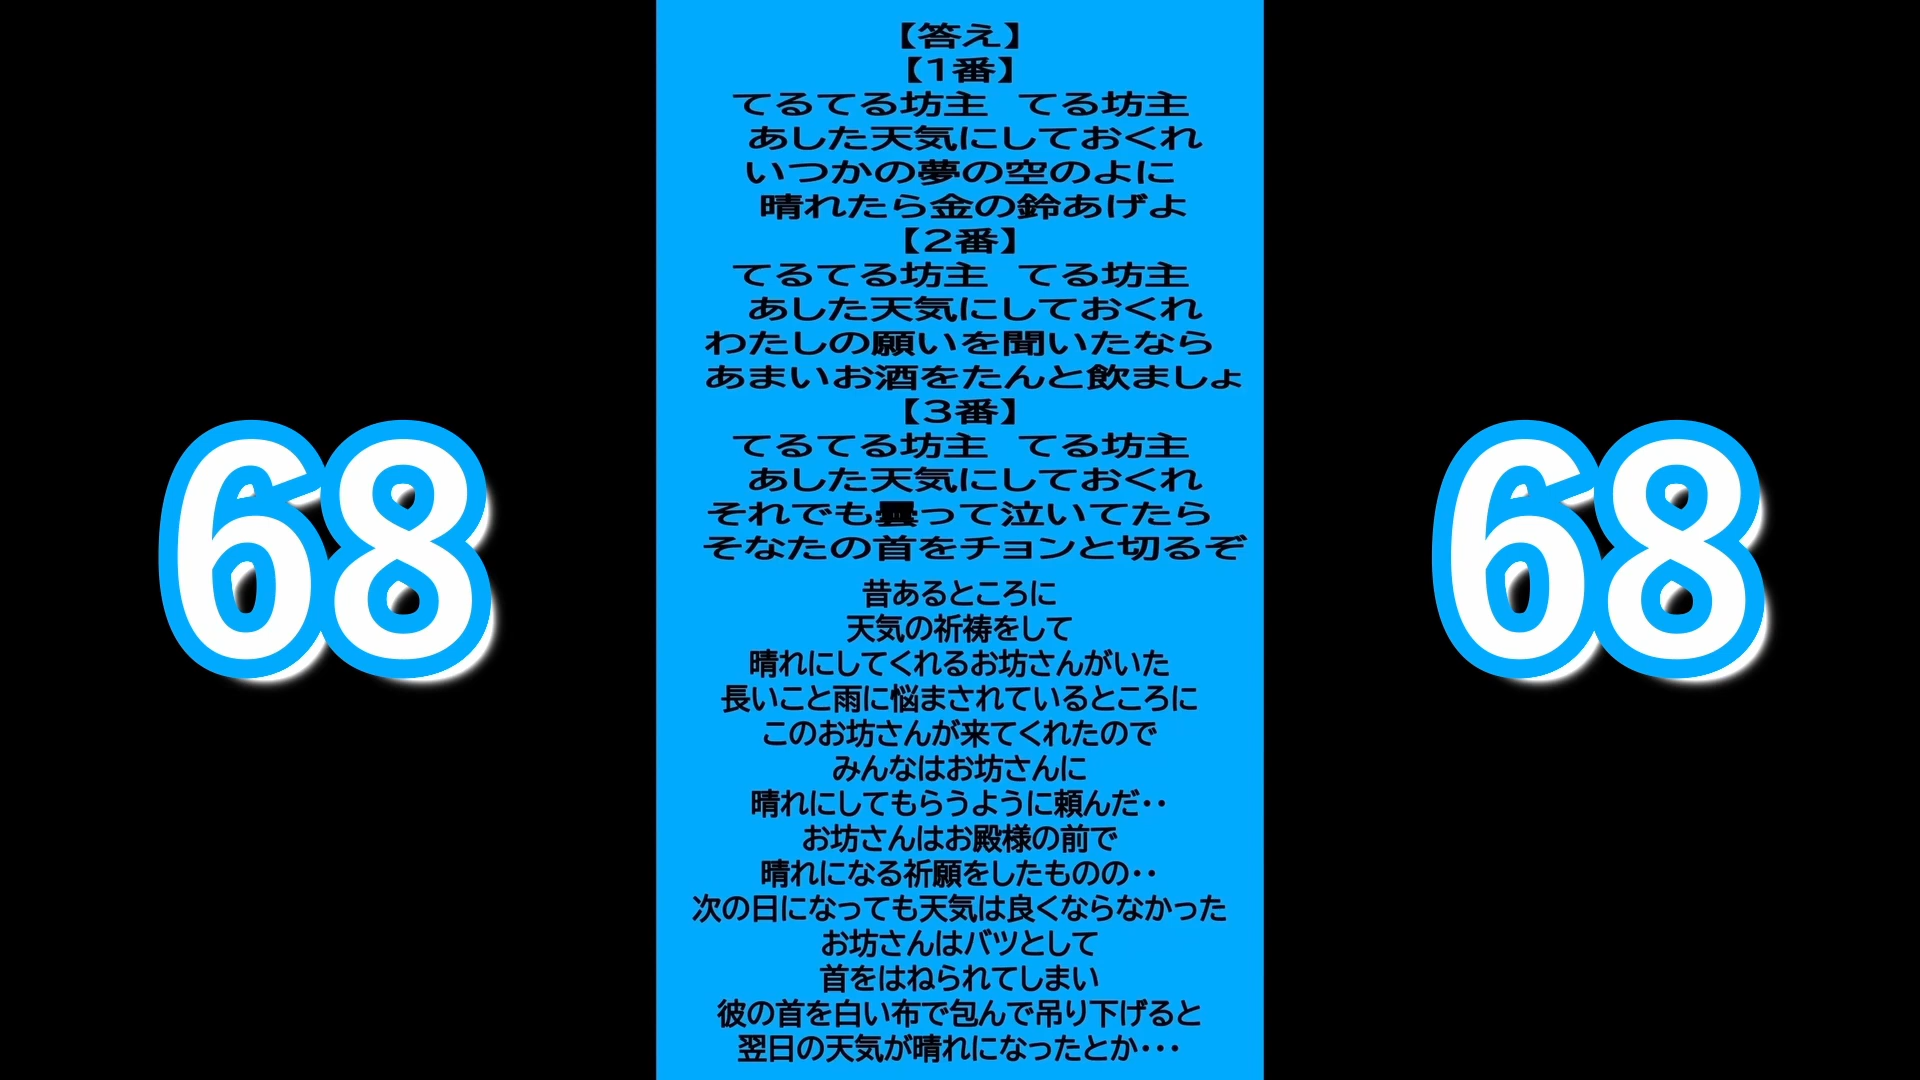 【答え】
【1番】
てるてる坊主　てる坊主
あした天気にしておくれ
いつかの夢の空のよに
晴れたら金の鈴あげよ
【2番】
てるてる坊主　てる坊主
あした天気にしておくれ
わたしの願いを聞いたなら
あまいお酒をたんと飲ましょ
【3番】
てるてる坊主　てる坊主
あした天気にしておくれ
それでも曇って泣いてたら
そなたの首をチョンと切るぞ
昔あるところに
天気の祈祷をして
晴れにしてくれるお坊さんがいた
長いこと雨に悩まされているところに
このお坊さんが来てくれたので
みんなはお坊さんに
晴れにしてもらうように頼んだ･･
お坊さんはお殿様の前で
晴れになる祈願をしたものの･･
次の日になっても天気は良くならなかった
お坊さんはバツとして
首をはねられてしまい
彼の首を白い布で包んで吊り下げると
翌日の天気が晴れになったとか･･･
68
68